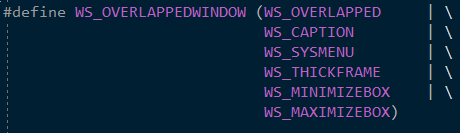 #define WS_OVERLAPPEDWINDOW (WS_OVERLAPPED | \
WS_CAPTION | \
WS_SYSMENU | \
WS_THICKFRAME | \
WS_MINIMIZEBOX | \
WS_MAXIMIZEBOX)